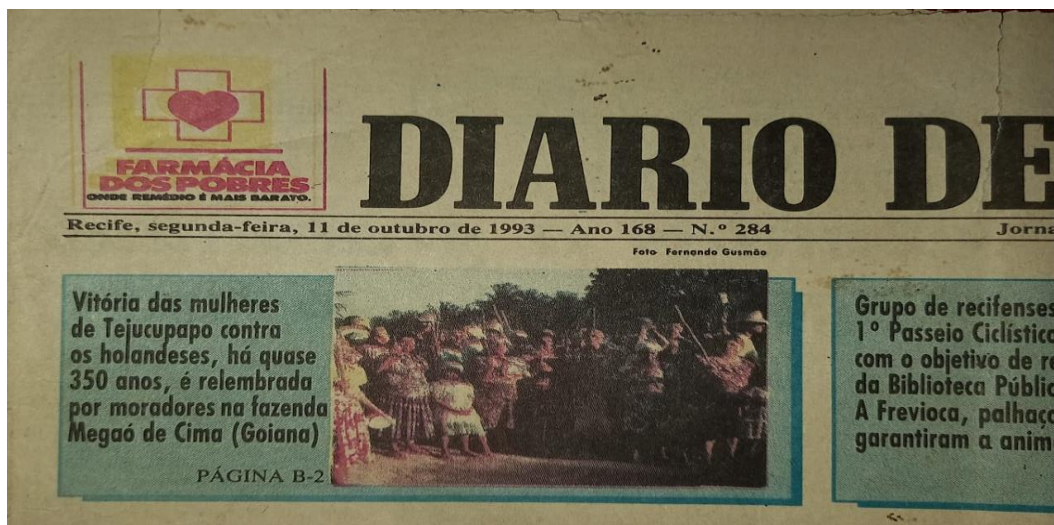 FARMÁCIA
DOS POBRES
ONDE REMÉDIO É MAIS BARATO.
DIARIO DE
Recife, segunda-feira, 11 de outubro de 1993 — Ano 168 — N.º 284
Jorna
Foto Fernando Gusmão
Vitória das mulheres
de Tejucupapo contra
os holandeses, há quase
350 anos, é relembrada
por moradores na fazenda
Megaó de Cima (Goiana)
PÁGINA B-2
Grupo de recifenses
1º Passeio Ciclístico
com o objetivo de re
da Biblioteca Públic
A Frevioca, palhaço
garantiram a anim